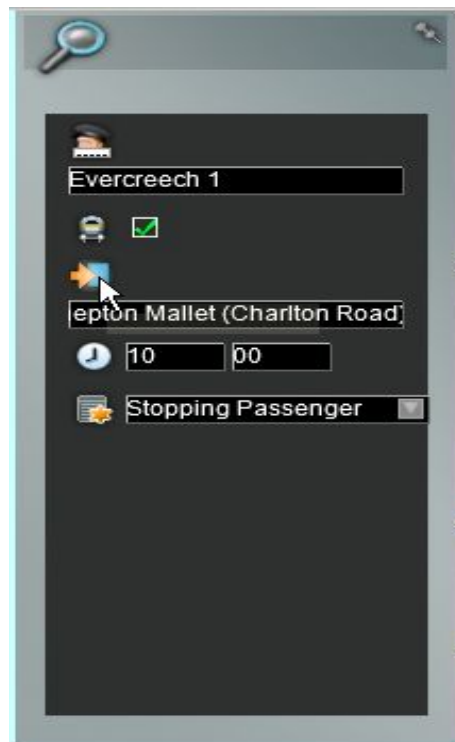 Evercreech 1
epton Mallet (Charlton Road)
10 00
Stopping Passenger